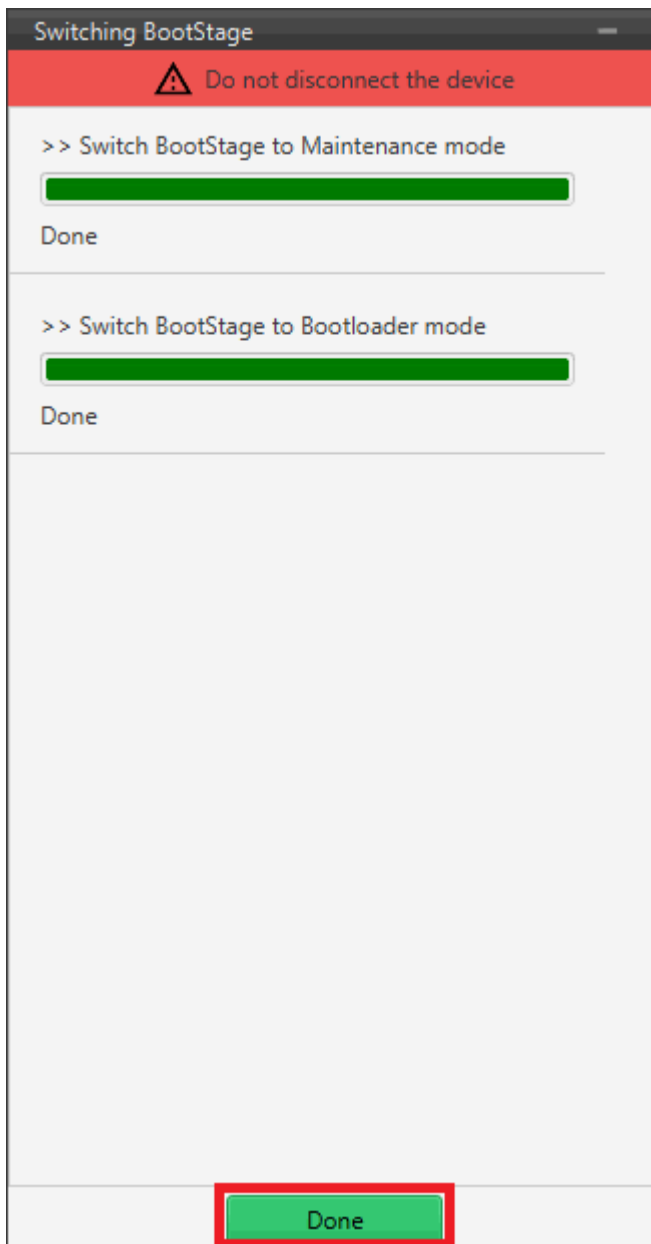 Switching BootStage
Do not disconnect the device
>> Switch BootStage to Maintenance mode
Done
>> Switch BootStage to Bootloader mode
Done
Done